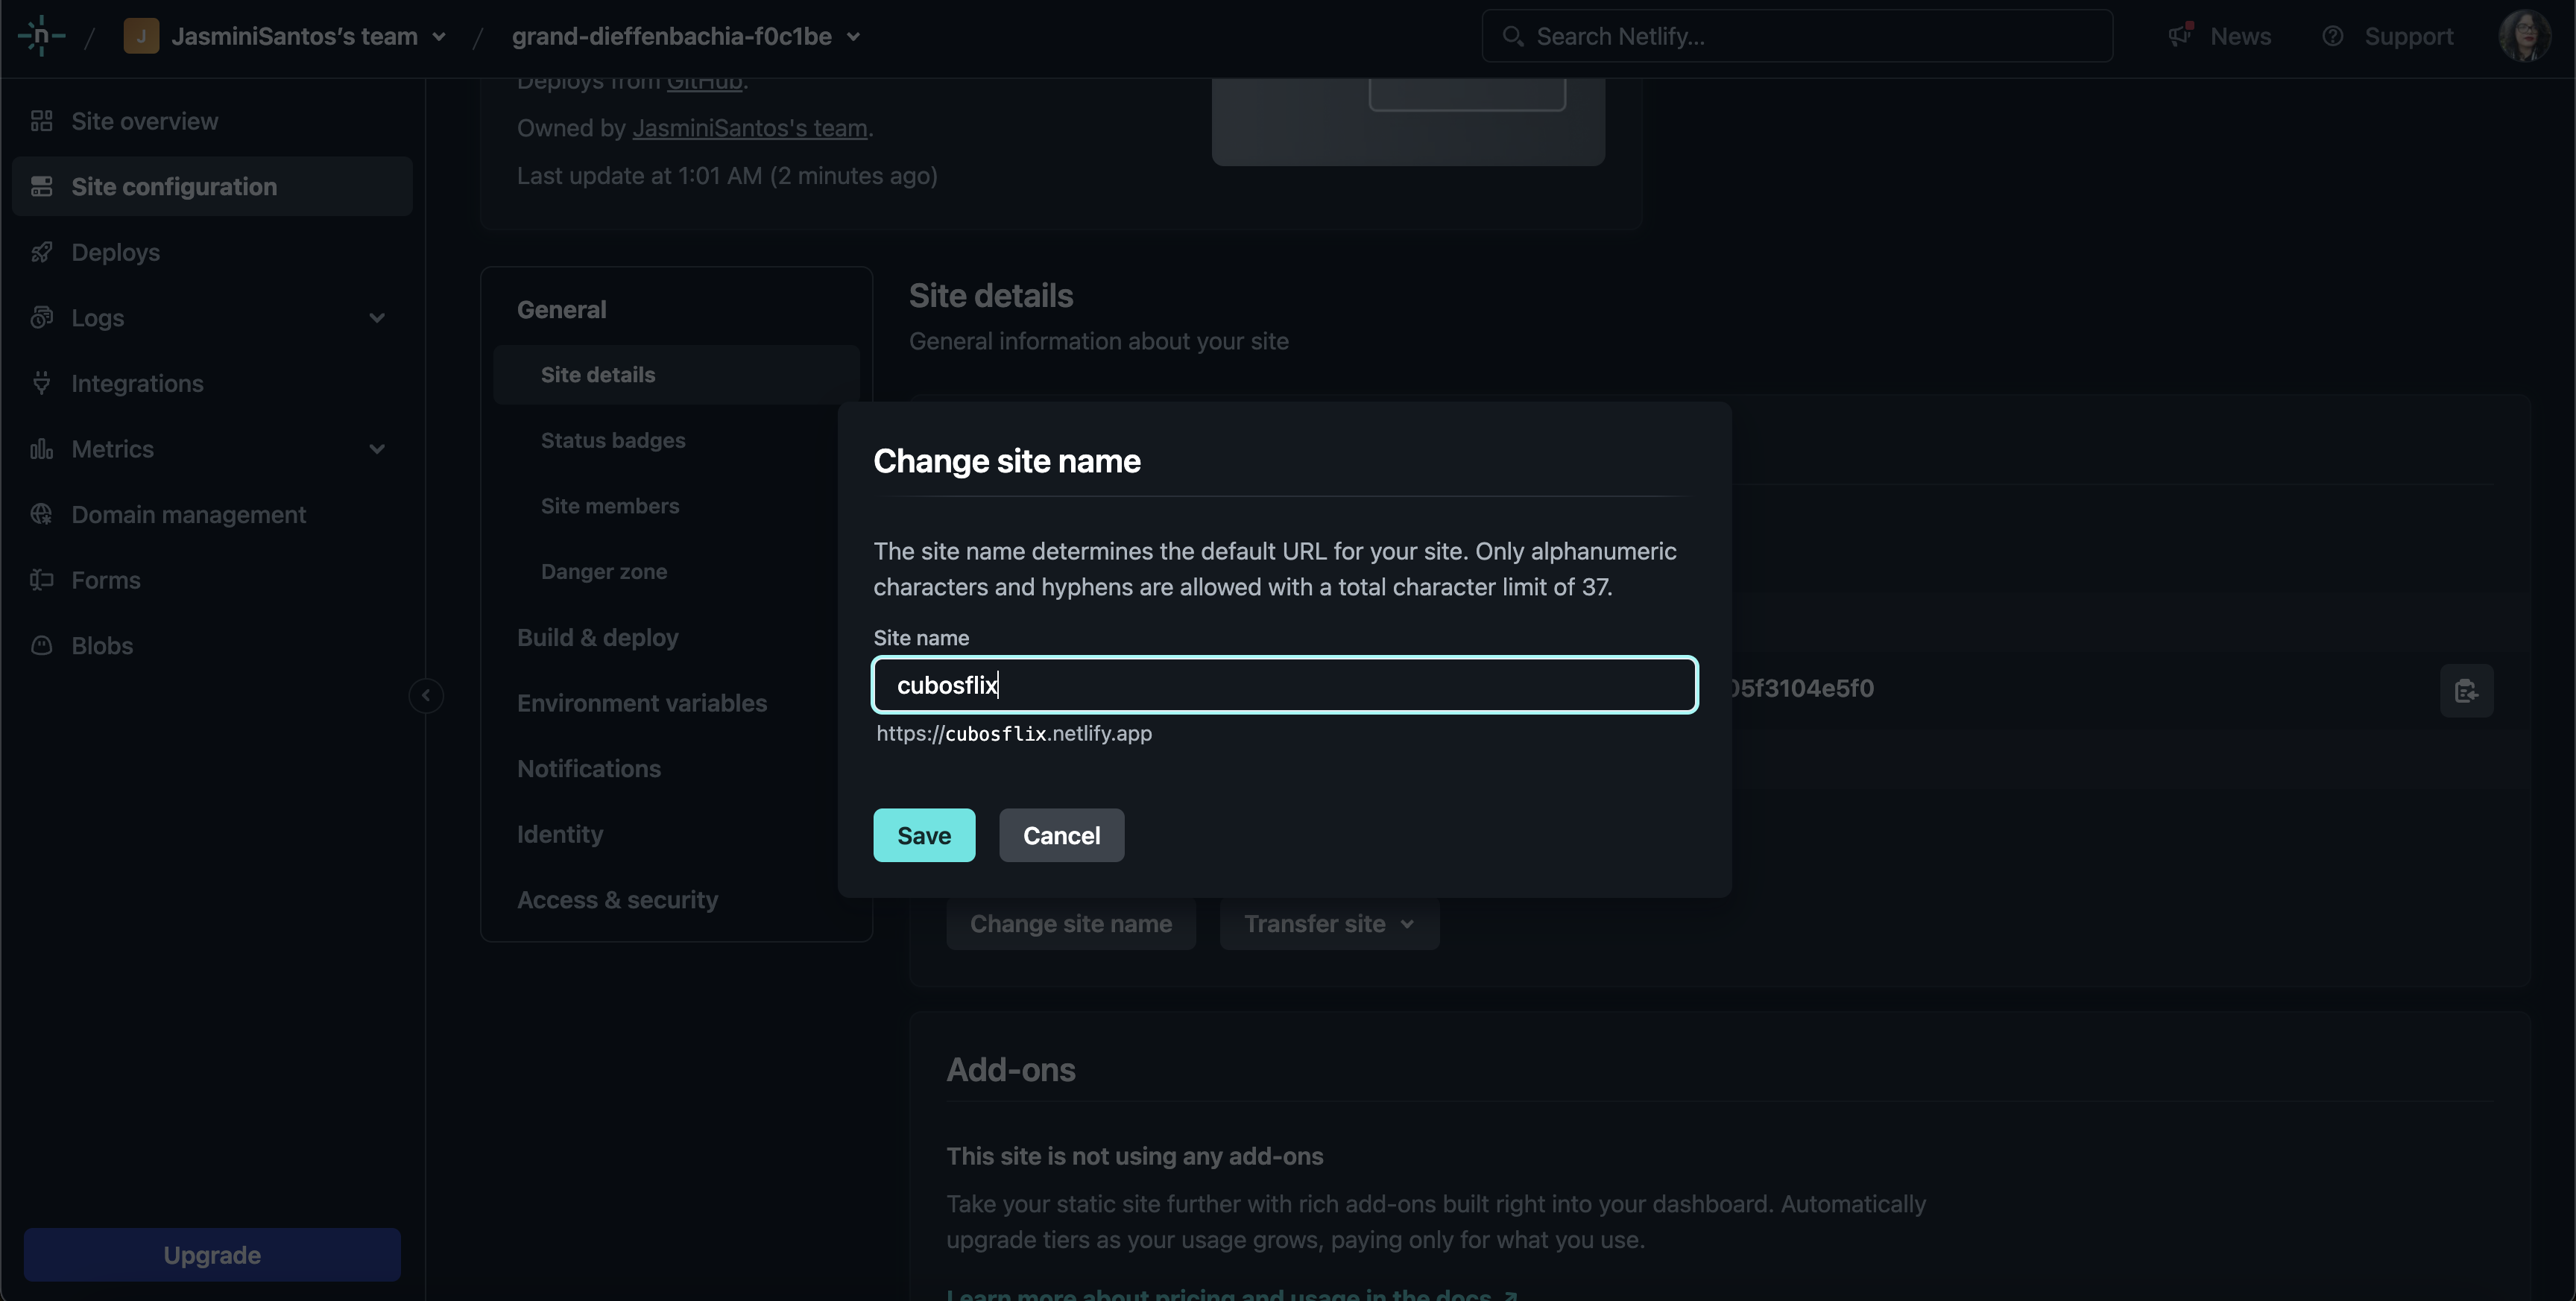 n / J JasminiSantos’s team / grand-dieffenbachia-f0c1be
Search Netlify...
News
Support
Site overview
Site configuration
Deploys
Logs
Integrations
Metrics
Domain management
Forms
Blobs
Upgrade
Deploys from GitHub.
Owned by JasminiSantos's team.
Last update at 1:01 AM (2 minutes ago)
General
Site details
Status badges
Site members
Danger zone
Build & deploy
Environment variables
Notifications
Identity
Access & security
Site details
General information about your site
Change site name
The site name determines the default URL for your site. Only alphanumeric
characters and hyphens are allowed with a total character limit of 37.
Site name
cubosflix
https://cubosflix.netlify.app
Save
Cancel
05f3104e5f0
Change site name
Transfer site
Add-ons
This site is not using any add-ons
Take your static site further with rich add-ons built right into your dashboard. Automatically
upgrade tiers as your usage grows, paying only for what you use.
Learn more about pricing and usage in the docs